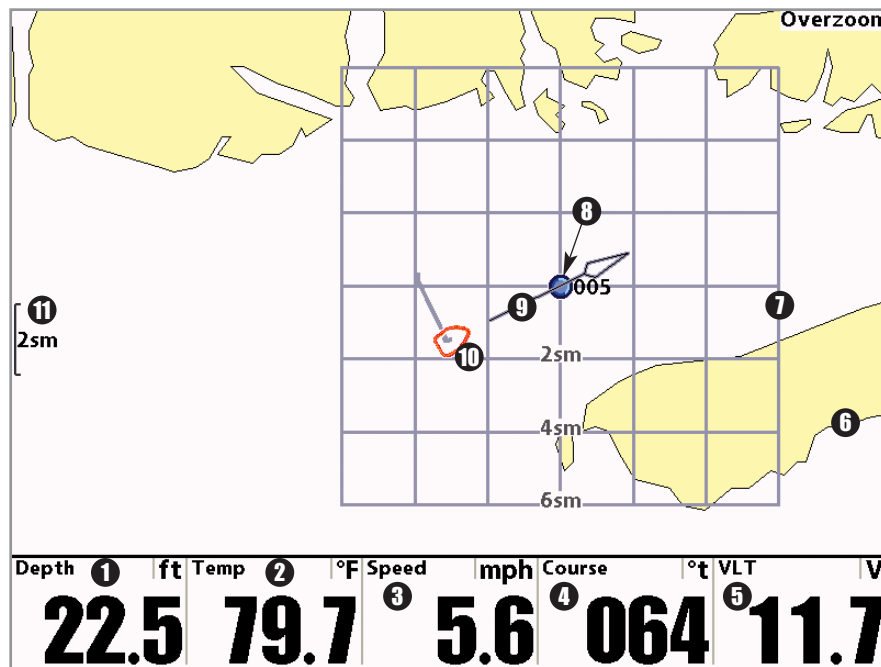 Overzoom
8
005
9
7
11
2sm
10
2sm
6
4sm
6sm
Depth 1 ft
Temp 2 °F
Speed mph
Course °t
VLT V
3
4
5
22.5
79.7
5.6
064
11.7